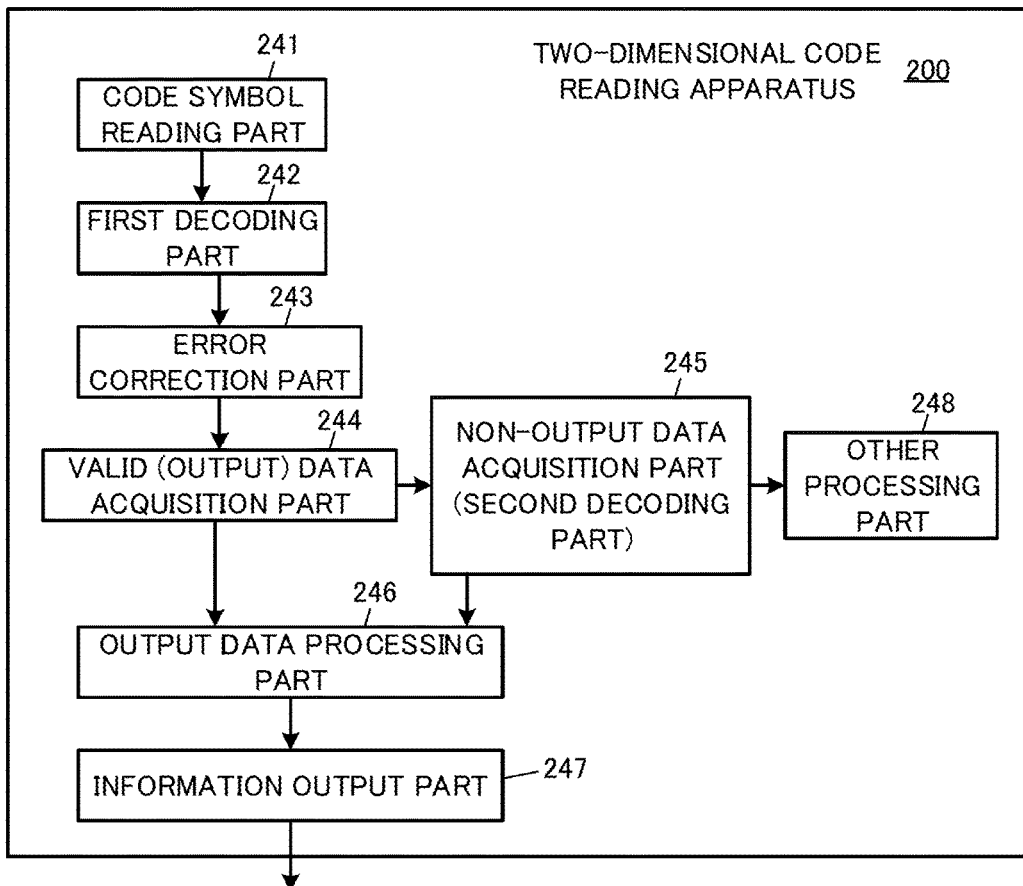 TWO-DIMENSIONAL CODE
READING APPARATUS
200
241
CODE SYMBOL
READING PART
242
FIRST DECODING
PART
243
ERROR
CORRECTION PART
244
VALID (OUTPUT) DATA
ACQUISITION PART
245
NON-OUTPUT DATA
ACQUISITION PART
(SECOND DECODING
PART)
248
OTHER
PROCESSING
PART
246
OUTPUT DATA PROCESSING
PART
INFORMATION OUTPUT PART
247